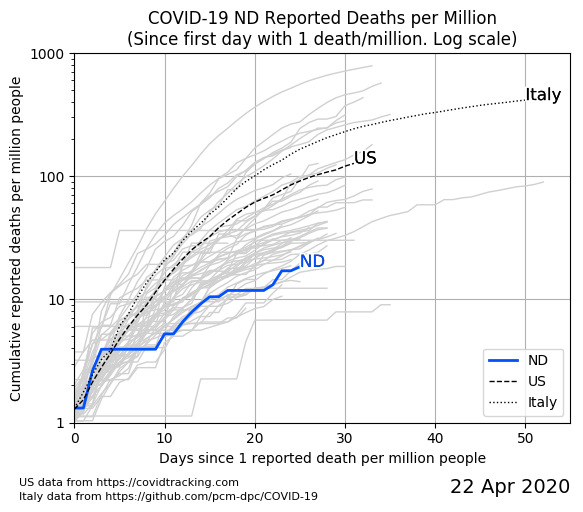 COVID-19 ND Reported Deaths per Million
(Since first day with 1 death/million. Log scale)
Cumulative reported deaths per million people
1000
100
10
1
Italy
US
ND
ND
US
Italy
0 10 20 30 40 50
Days since 1 reported death per million people
US data from https://covidtracking.com
Italy data from https://github.com/pcm-dpc/COVID-19
22 Apr 2020